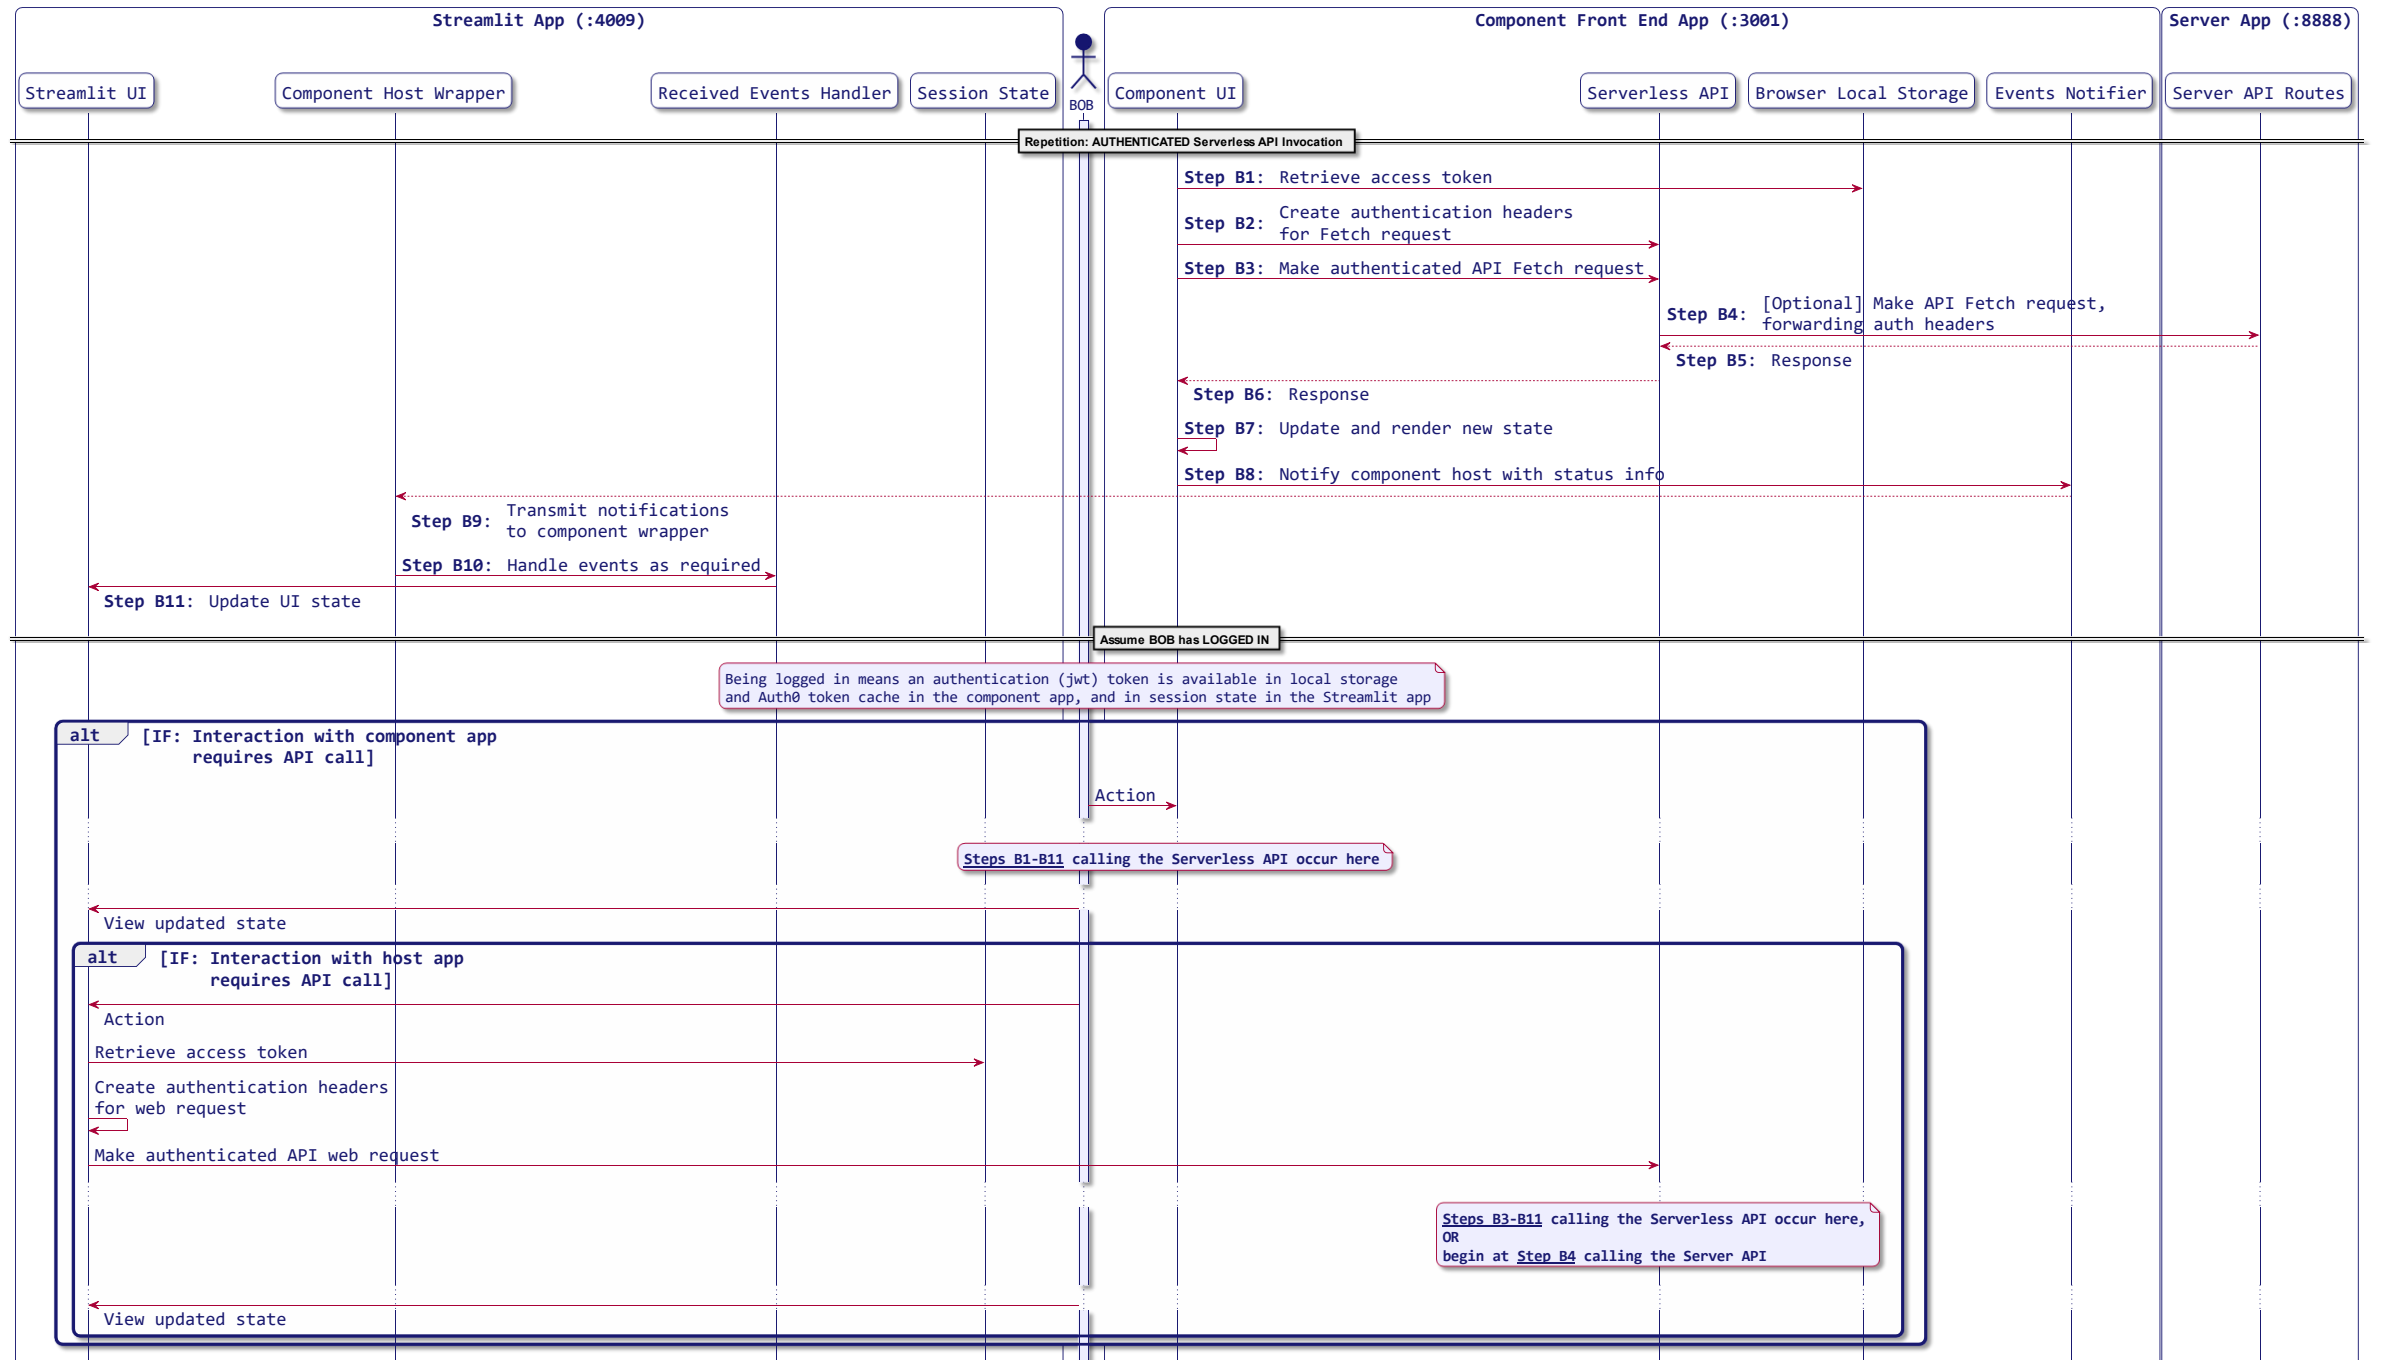 Streamlit App (:4009)
Component Front End App (:3001)
Server App (:8888)
Streamlit UI
Component Host Wrapper
Received Events Handler
Session State
BOB
Component UI
Serverless API
Browser Local Storage
Events Notifier
Server API Routes
Repetition: AUTHENTICATED Serverless API Invocation
Step B1: Retrieve access token
Step B2: Create authentication headers
for Fetch request
Step B3: Make authenticated API Fetch request
Step B4: [Optional] Make API Fetch request,
forwarding auth headers
Step B5: Response
Step B6: Response
Step B7: Update and render new state
Step B8: Notify component host with status info
Step B9: Transmit notifications
to component wrapper
Step B10: Handle events as required
Step B11: Update UI state
Assume BOB has LOGGED IN
Being logged in means an authentication (jwt) token is available in local storage
and Auth0 token cache in the component app, and in session state in the Streamlit app
alt [IF: Interaction with component app
requires API call]
Action
Steps B1-B11 calling the Serverless API occur here
View updated state
alt [IF: Interaction with host app
requires API call]
Action
Retrieve access token
Create authentication headers
for web request
Make authenticated API web request
Steps B3-B11 calling the Serverless API occur here,
OR
begin at Step B4 calling the Server API
View updated state